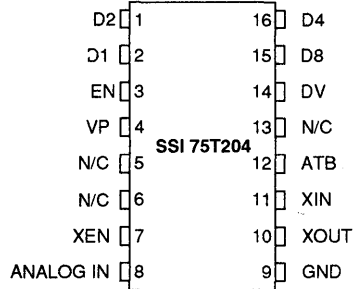 D2 1 16 D4
D1 2 15 D8
EN 3 14 DV
VP 4 13 N/C
SSI 75T204
N/C 5 12 ATB
N/C 6 11 XIN
XEN 7 10 XOUT
ANALOG IN 8 9 GND